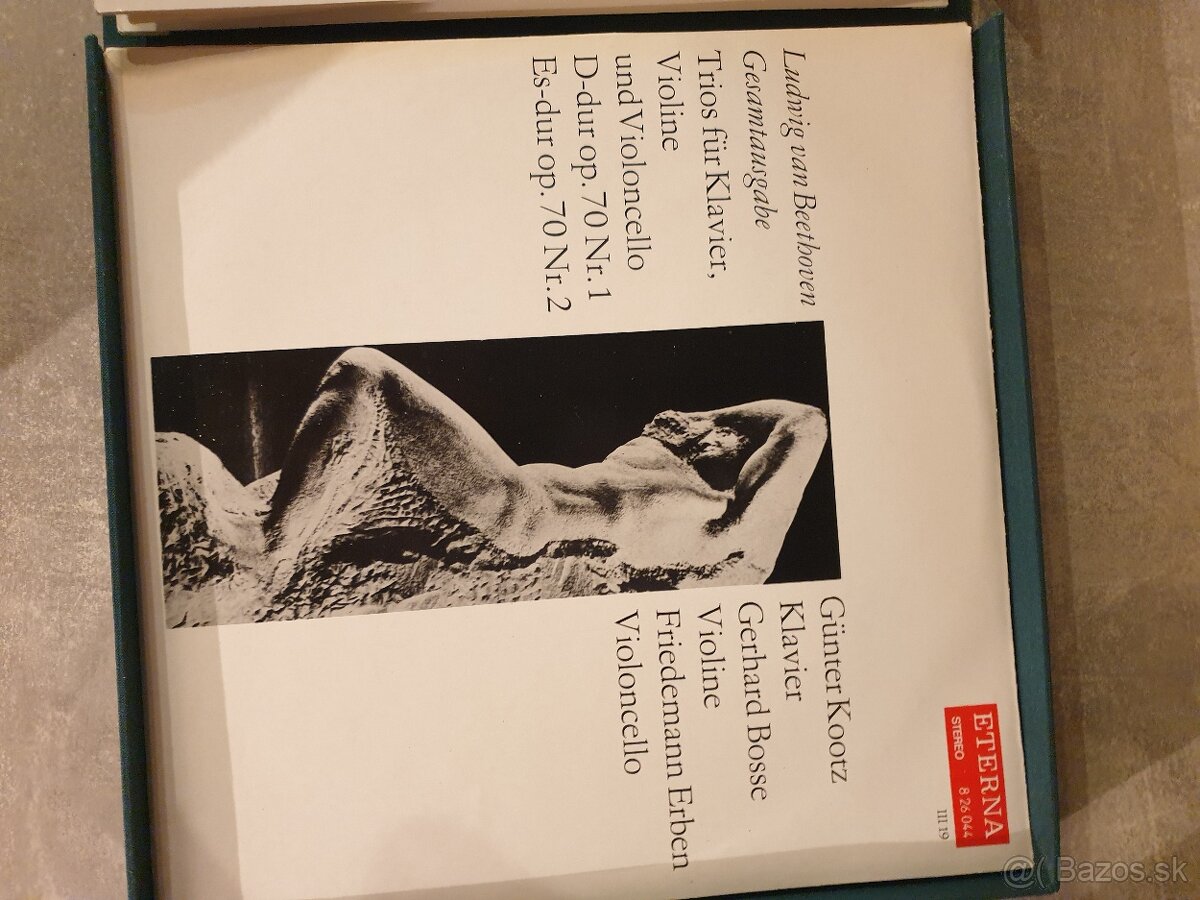 Ludwig van Beethoven
Gesamtausgabe
Trios für Klavier,
Violine
und Violoncello
D-dur op. 70 Nr. 1
Es-dur op. 70 Nr. 2
Günter Kootz
Klavier
Gerhard Bosse
Violine
Friedemann Erben
Violoncello
ETERNA
STEREO 8 26 044
III 19
@( Bazos.sk